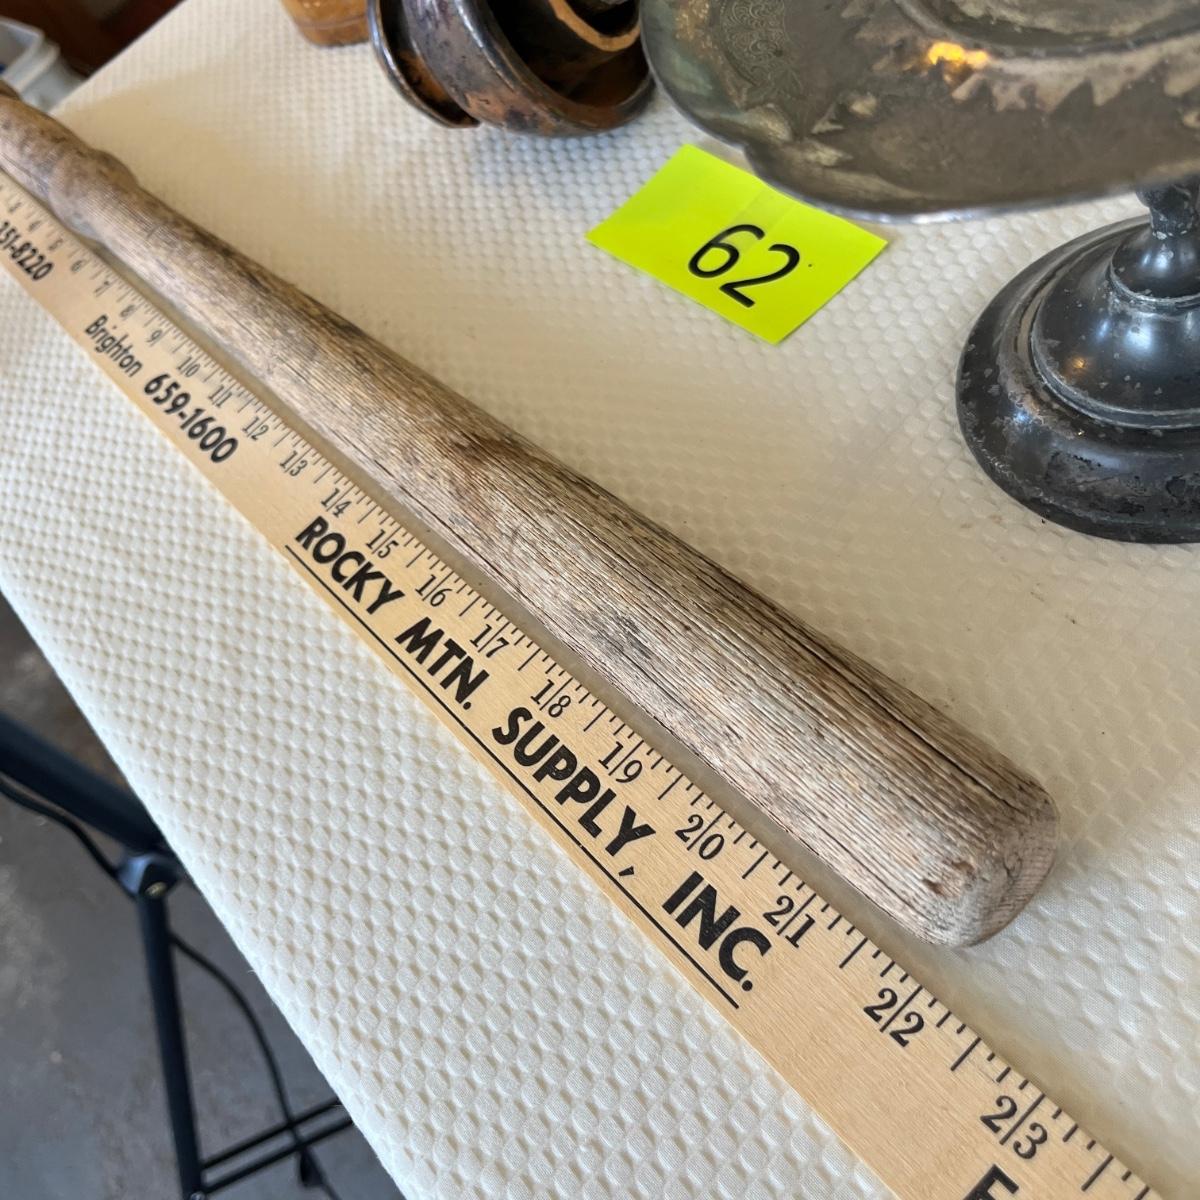 62
351-8220
Brighton 659-1600
ROCKY MTN. SUPPLY, INC.
6 7 8 9 10 11 12 13 14 15 16 17 18 19 20 21 22 23